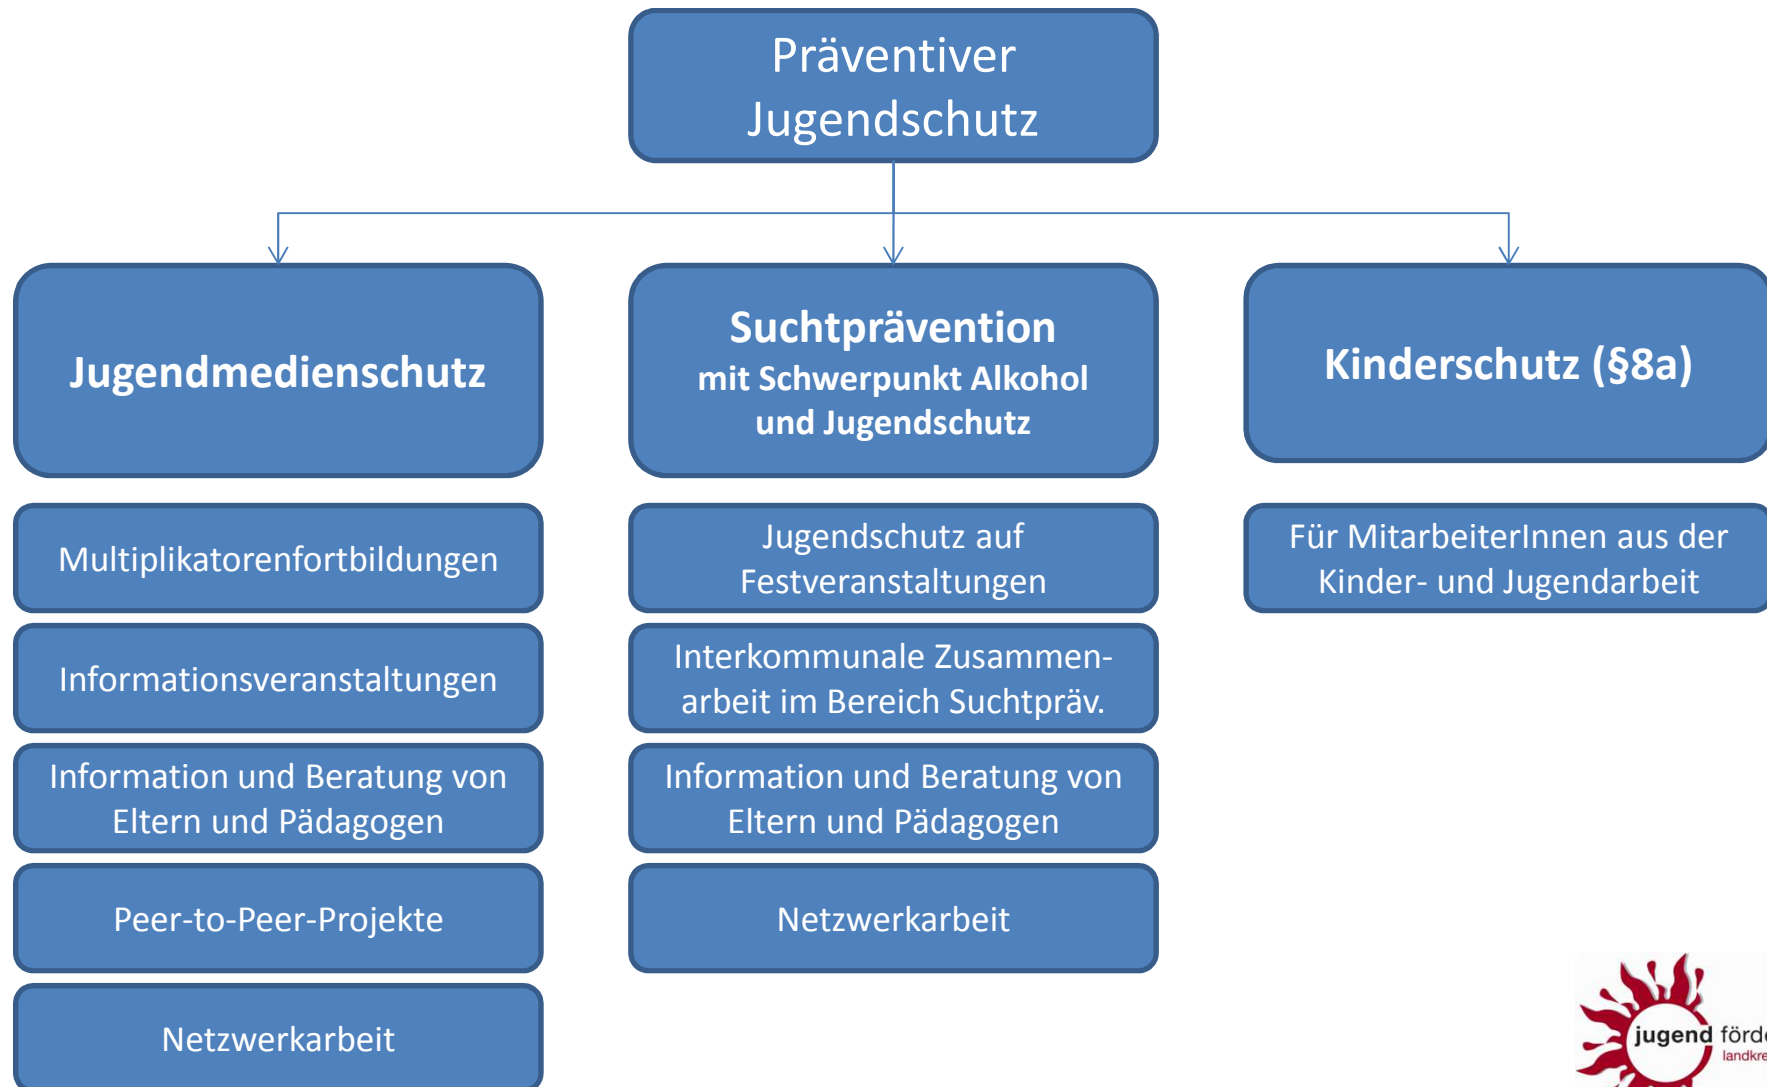 Präventiver
Jugendschutz
Jugendmedienschutz
Multiplikatorenfortbildungen
Informationsveranstaltungen
Information und Beratung von
Eltern und Pädagogen
Peer-to-Peer-Projekte
Netzwerkarbeit
Suchtprävention
mit Schwerpunkt Alkohol
und Jugendschutz
Jugendschutz auf
Festveranstaltungen
Interkommunale Zusammen-
arbeit im Bereich Suchtpräv.
Information und Beratung von
Eltern und Pädagogen
Netzwerkarbeit
Kinderschutz (§8a)
Für MitarbeiterInnen aus der
Kinder- und Jugendarbeit
jugend